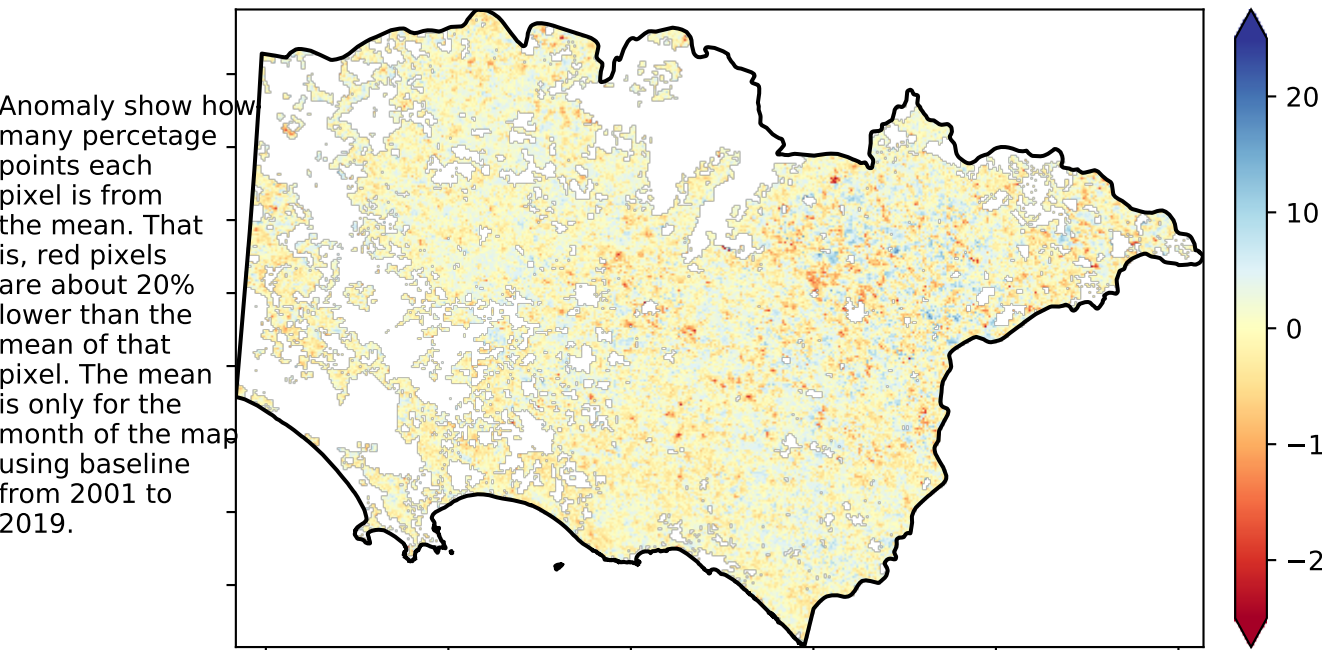 Anomaly show how
many percetage
points each
pixel is from
the mean. That
is, red pixels
are about 20%
lower than the
mean of that
pixel. The mean
is only for the
month of the map
using baseline
from 2001 to
2019.
20
10
0
−1
−2